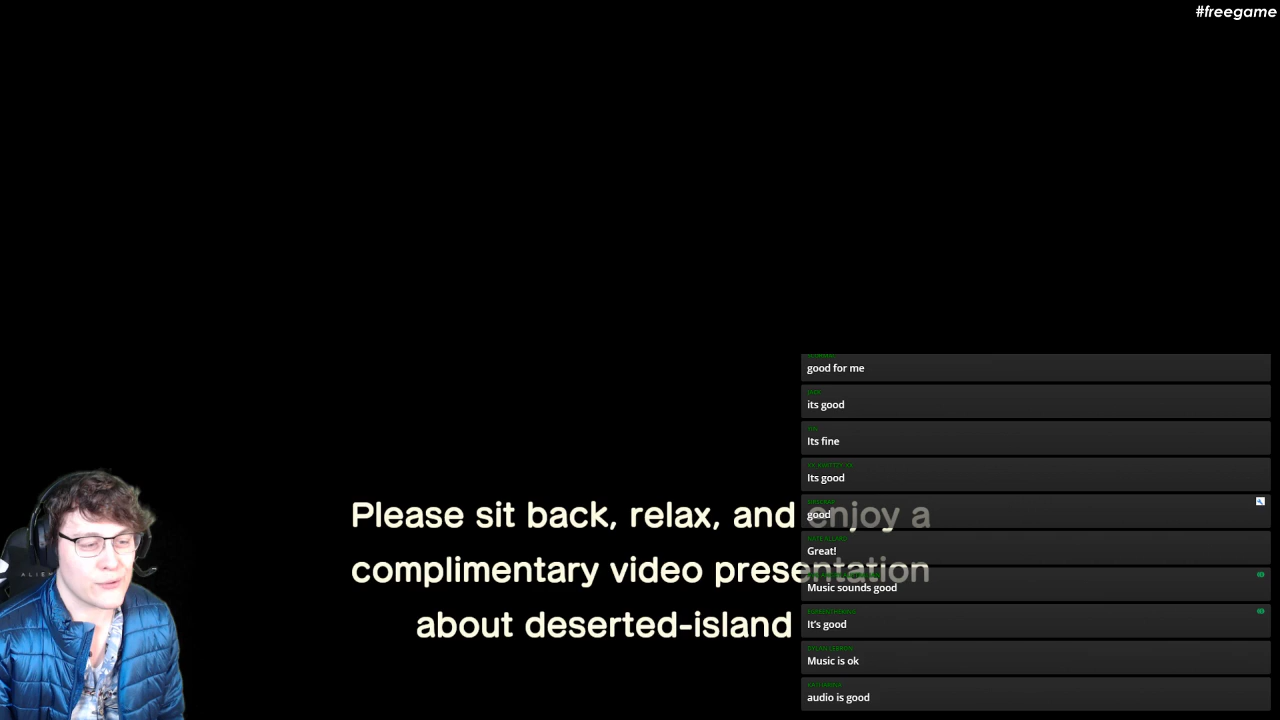 #freegame
good for me
its good
Its fine
Its good
good
Great!
Music sounds good
It's good
Music is ok
audio is good
Please sit back, relax, and enjoy a
complimentary video presentation
about deserted-island
ALIEN